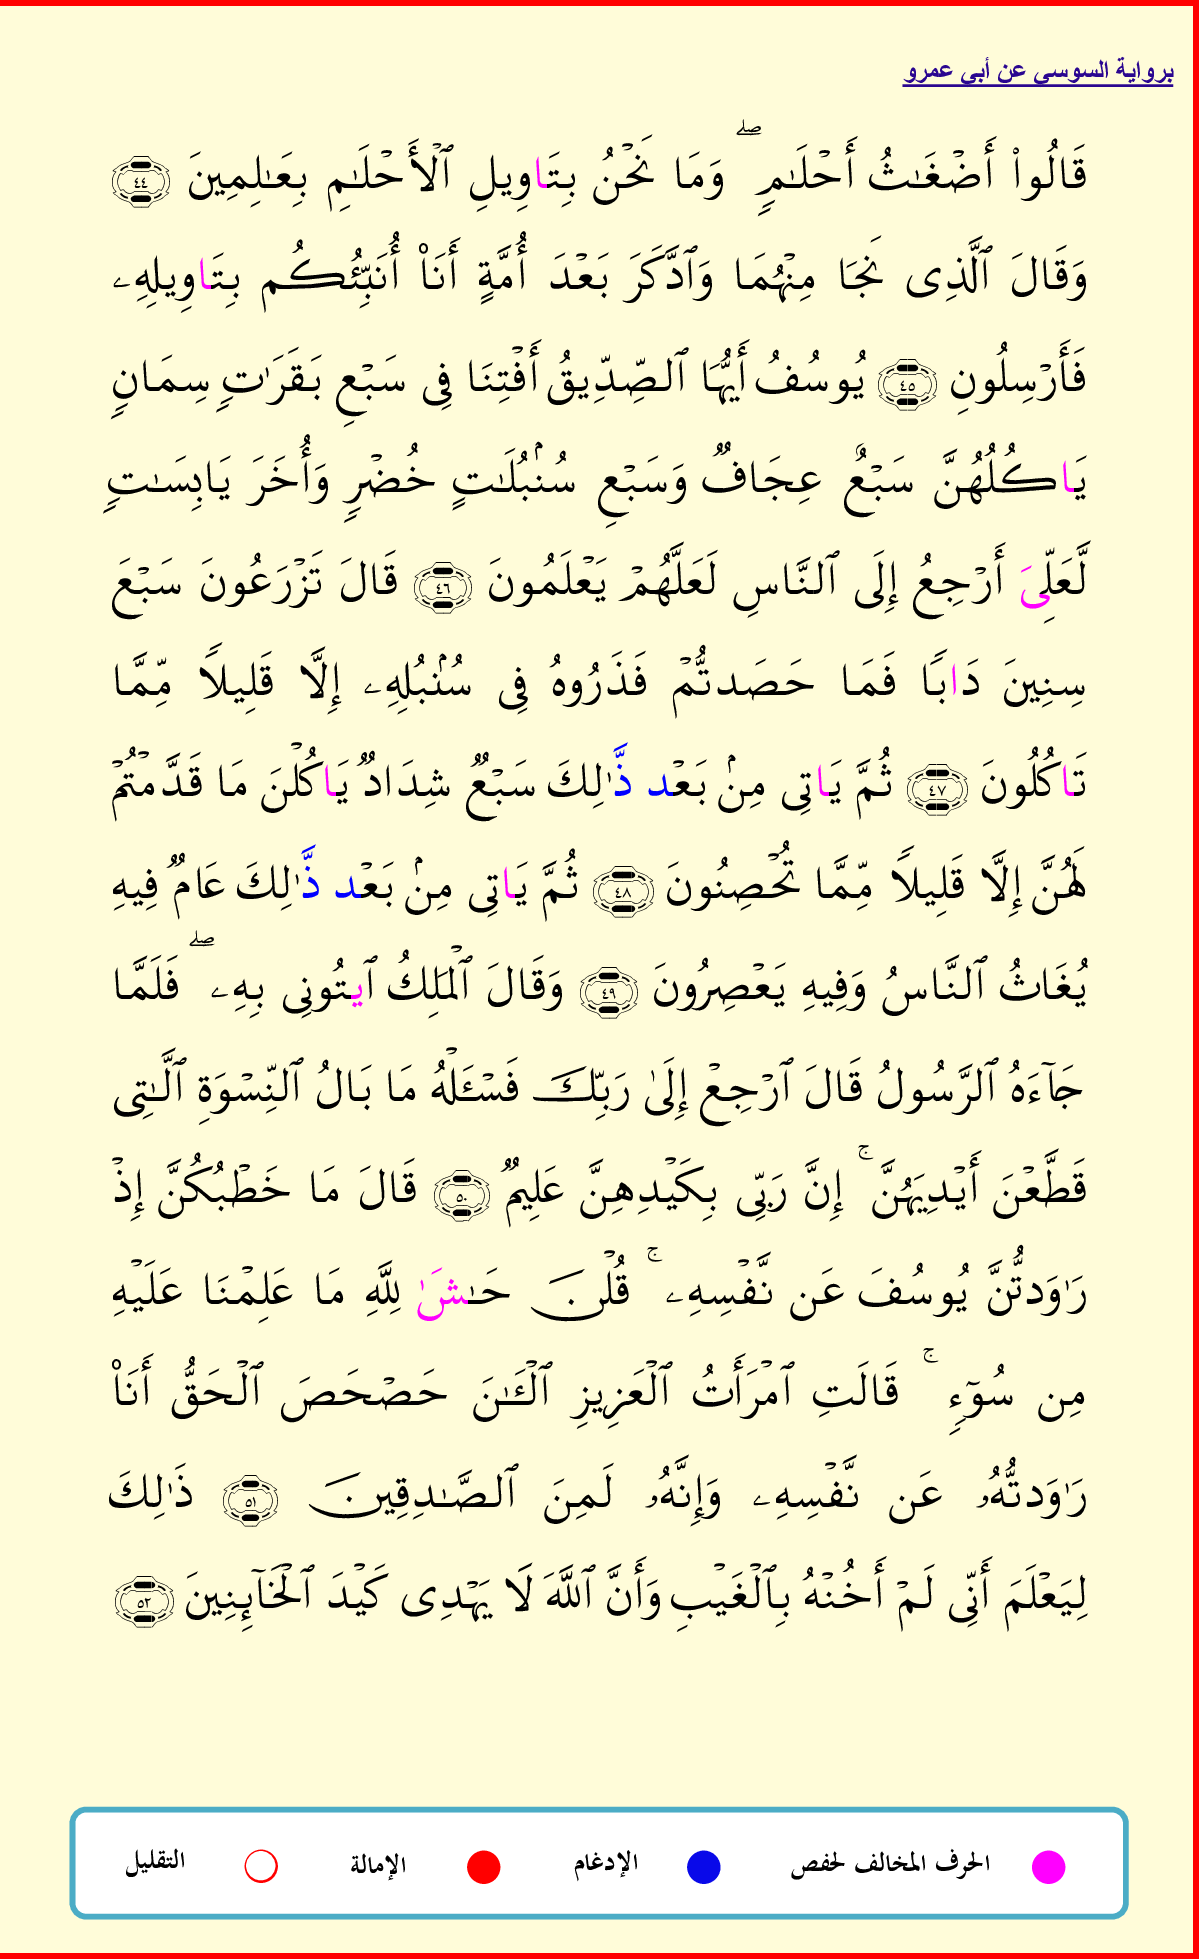 برواية السوسي عن أبي عمرو
قَالُوٓاْ أَضۡغَٰثُ أَحۡلَٰمٖۖ وَمَا نَحۡنُ بِتَاوِيلِ ٱلۡأَحۡلَٰمِ بِعَٰلِمِينَ ٤٤
وَقَالَ ٱلَّذِي نَجَا مِنۡهُمَا وَٱدَّكَرَ بَعۡدَ أُمَّةٍ أَنَا۠ أُنَبِّئُكُم بِتَاوِيلِهِۦ
فَأَرۡسِلُونِ ٤٥ يُوسُفُ أَيُّهَا ٱلصِّدِّيقُ أَفۡتِنَا فِي سَبۡعِ بَقَرَٰتٖ سِمَانٖ
يَاكُلُهُنَّ سَبۡعٌ عِجَافٞ وَسَبۡعِ سُنۢبُلَٰتٍ خُضۡرٖ وَأُخَرَ يَابِسَٰتٖ
لَّعَلِّيَ أَرۡجِعُ إِلَى ٱلنَّاسِ لَعَلَّهُمۡ يَعۡلَمُونَ ٤٦ قَالَ تَزۡرَعُونَ سَبۡعَ
سِنِينَ دَابٗا فَمَا حَصَدتُّمۡ فَذَرُوهُ فِي سُنۢبُلِهِۦ إِلَّا قَلِيلٗا مِّمَّا
تَاكُلُونَ ٤٧ ثُمَّ يَاتِي مِنۢ بَعۡد ذَّٰلِكَ سَبۡعٞ شِدَادٞ يَاكُلۡنَ مَا قَدَّمۡتُمۡ
لَهُنَّ إِلَّا قَلِيلٗا مِّمَّا تُحۡصِنُونَ ٤٨ ثُمَّ يَاتِي مِنۢ بَعۡد ذَّٰلِكَ عَامٞ فِيهِ
يُغَاثُ ٱلنَّاسُ وَفِيهِ يَعۡصِرُونَ ٤٩ وَقَالَ ٱلۡمَلِكُ ٱيتُونِي بِهِۦۖ فَلَمَّا
جَآءَهُ ٱلرَّسُولُ قَالَ ٱرۡجِعۡ إِلَىٰ رَبِّكَ فَسۡـَٔلۡهُ مَا بَالُ ٱلنِّسۡوَةِ ٱلَّٰتِي
قَطَّعۡنَ أَيۡدِيَهُنَّۚ إِنَّ رَبِّي بِكَيۡدِهِنَّ عَلِيمٞ ٥٠ قَالَ مَا خَطۡبُكُنَّ إِذۡ
رَٰوَدتُّنَّ يُوسُفَ عَن نَّفۡسِهِۦۚ قُلۡنَ حَٰشَىٰ لِلَّهِ مَا عَلِمۡنَا عَلَيۡهِ
مِن سُوٓءٖۚ قَالَتِ ٱمۡرَأَتُ ٱلۡعَزِيزِ ٱلۡـَٰٔنَ حَصۡحَصَ ٱلۡحَقُّ أَنَا۠
رَٰوَدتُّهُۥ عَن نَّفۡسِهِۦ وَإِنَّهُۥ لَمِنَ ٱلصَّٰدِقِينَ ٥١ ذَٰلِكَ
لِيَعۡلَمَ أَنِّي لَمۡ أَخُنۡهُ بِٱلۡغَيۡبِ وَأَنَّ ٱللَّهَ لَا يَهۡدِي كَيۡدَ ٱلۡخَآئِنِينَ ٥٢
الحرف المخالف لحفص الإدغام الإمالة التقليل